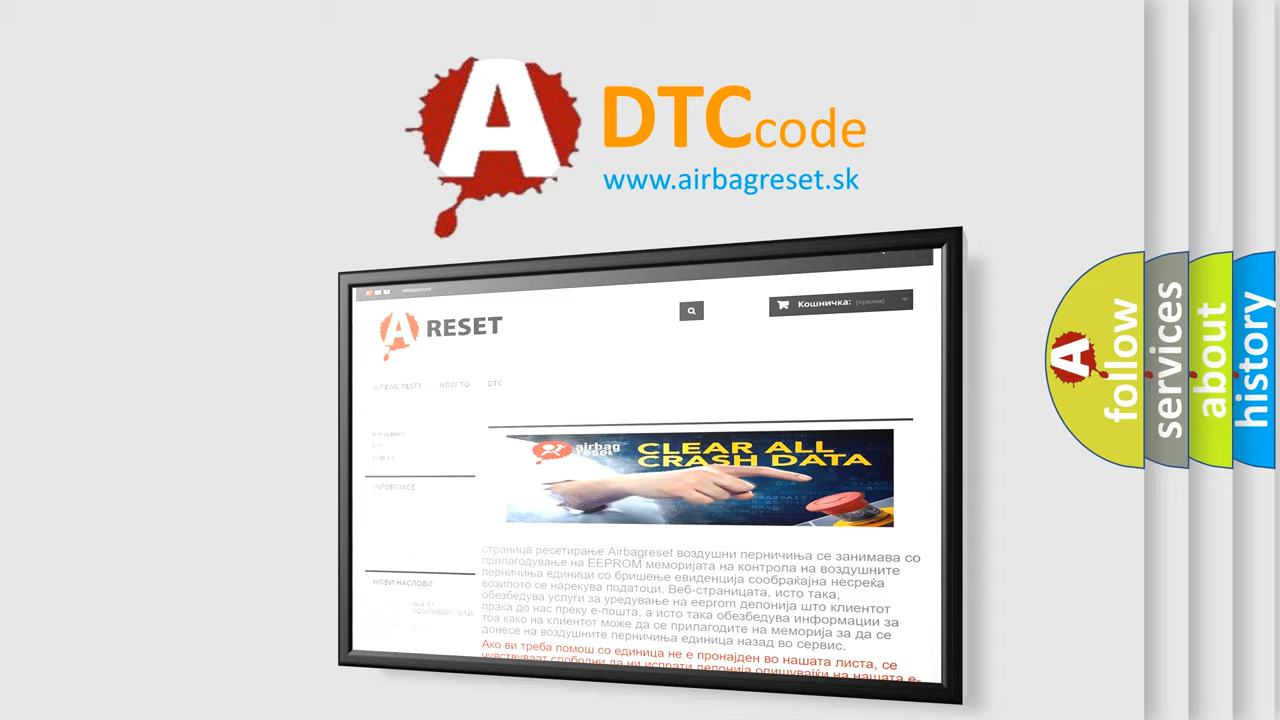 A
DTC code
www.airbagreset.sk
A RESET
Кошничка: (празна)
AIRBAG RESET HOW TO DTC
airbag
reset
CLEAR ALL
CRASH DATA
INFORMACE
НОВИ НАСЛОВИ
страница ресетирање Airbagreset воздушни перничиња се занимава со
прилагодување на EEPROM меморијата на контрола на воздушните
перничиња единици со бришење евиденција сообраќајна несреќа
возилото се нарекува податоци. Веб-страницата, исто така,
обезбедува услуги за уредување на eeprom депонија што клиентот
праќа до нас преку е-пошта, а исто така обезбедува информации за
тоа како на клиентот може да се прилагодите на меморија за да се
донесе на воздушните перничиња единица назад во сервис.
Ако ви треба помош со единица не е пронајден во нашата листа, се
чувствуваат слободни да ни испрати депонија опишувајќи на нашата е-
A
follow
services
about
history